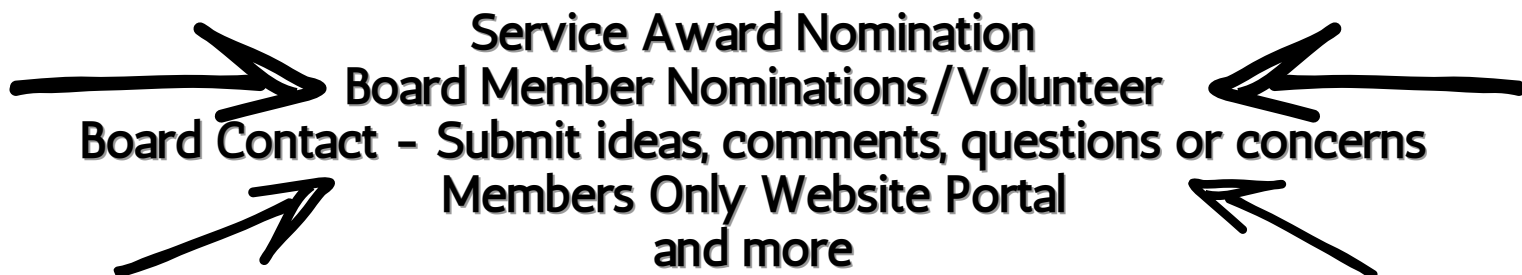 Service Award Nomination
Board Member Nominations/Volunteer
Board Contact - Submit ideas, comments, questions or concerns
Members Only Website Portal
and more